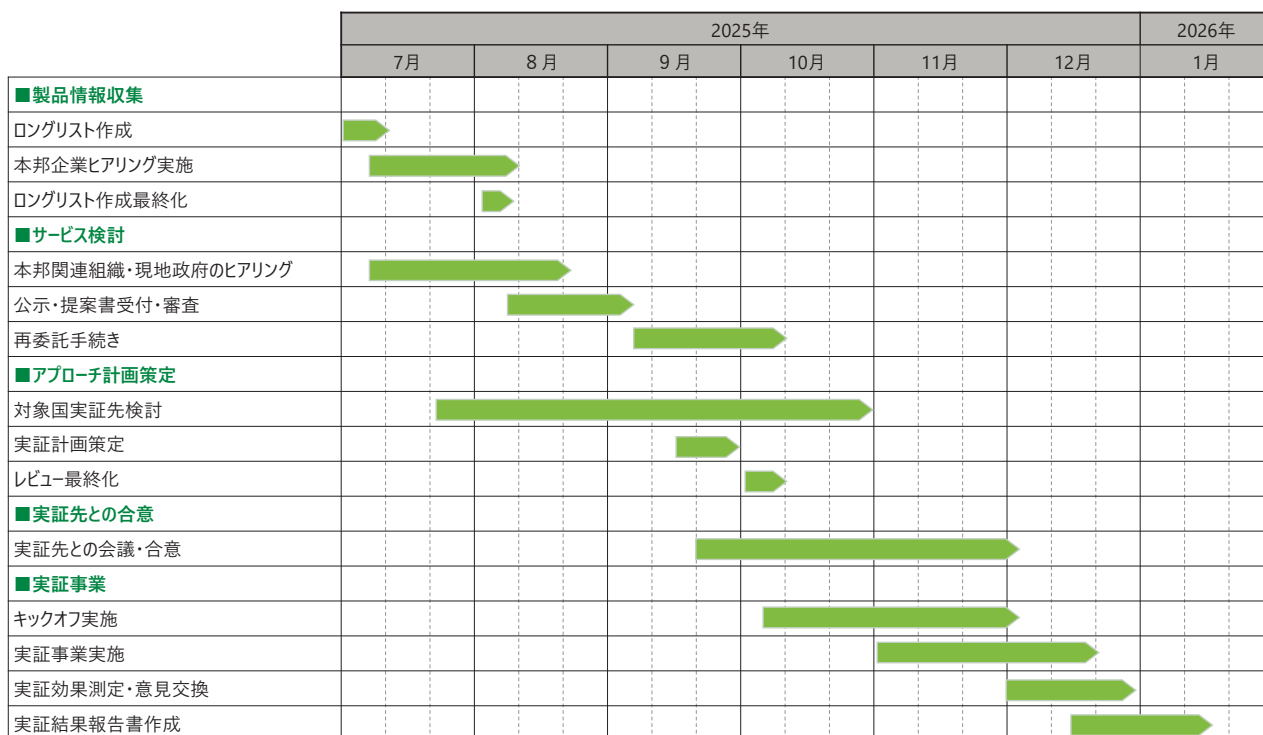 2025年 2026年
7月 8月 9月 10月 11月 12月 1月
■製品情報収集
ロングリスト作成
本邦企業ヒアリング実施
ロングリスト作成最終化
■サービス検討
本邦関連組織・現地政府のヒアリング
公示・提案書受付・審査
再委託手続き
■アプローチ計画策定
対象国実証先検討
実証計画策定
レビュー最終化
■実証先との合意
実証先との会議・合意
■実証事業
キックオフ実施
実証事業実施
実証効果測定・意見交換
実証結果報告書作成